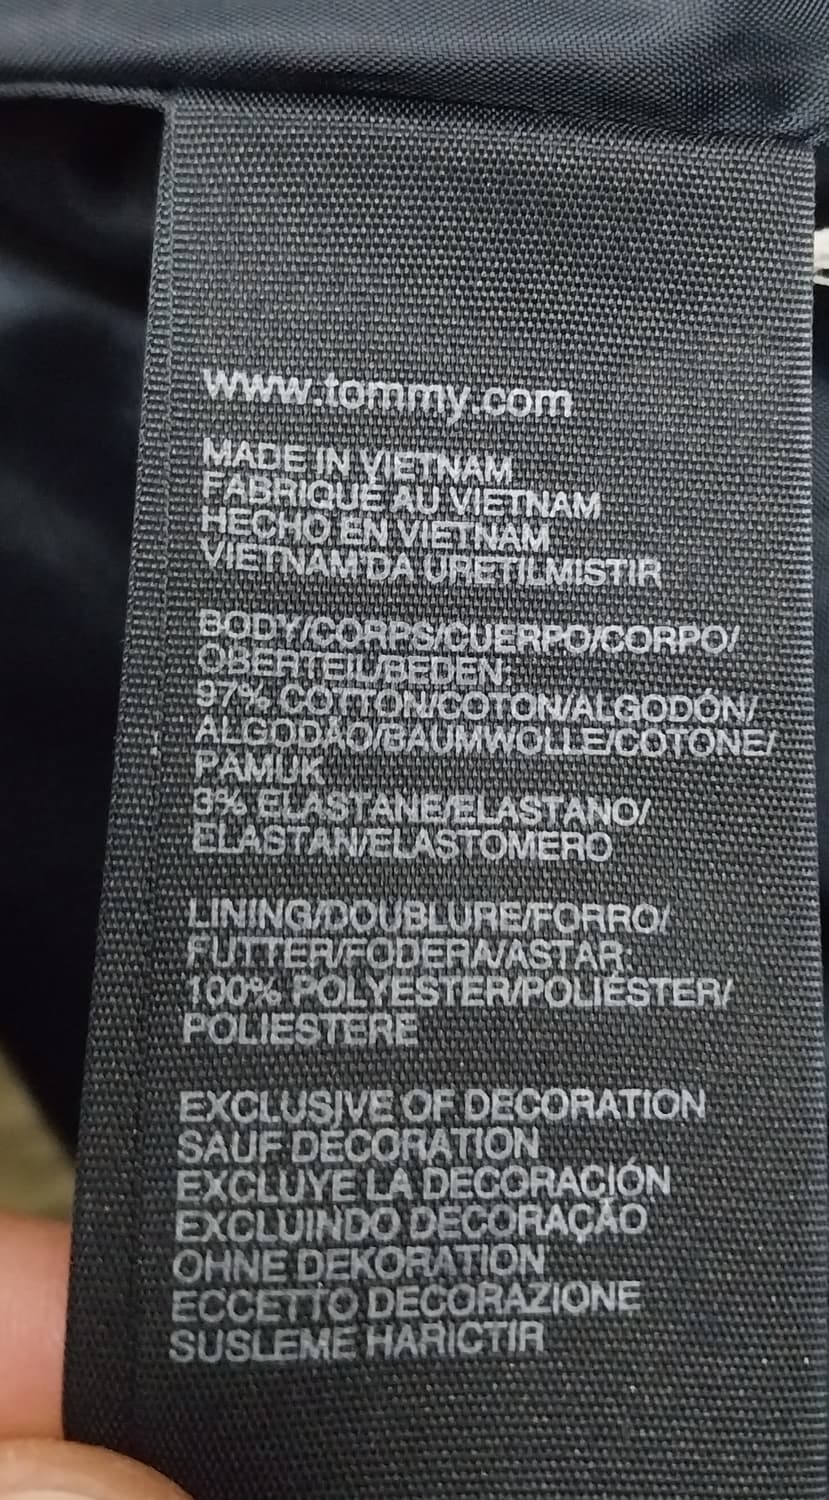 www.tommy.com
MADE IN VIETNAM
FABRIQUÉ AU VIETNAM
HECHO EN VIETNAM
VIETNAM'DA URETILMISTIR
BODY/CORPS/CUERPO/CORPO/
OBERTEIL/BEDEN:
97% COTTON/COTON/ALGODÓN/
ALGODÃO/BAUMWOLLE/COTONE/
PAMUK
3% ELASTANE/ELASTANO/
ELASTAN/ELASTOMERO
LINING/DOUBLURE/FORRO/
FUTTER/FODERA/ASTAR:
100% POLYESTER/POLIÉSTER/
POLIESTERE
EXCLUSIVE OF DECORATION
SAUF DÉCORATION
EXCLUYE LA DECORACIÓN
EXCLUINDO DECORAÇÃO
OHNE DEKORATION
ECCETTO DECORAZIONE
SUSLEME HARICTIR